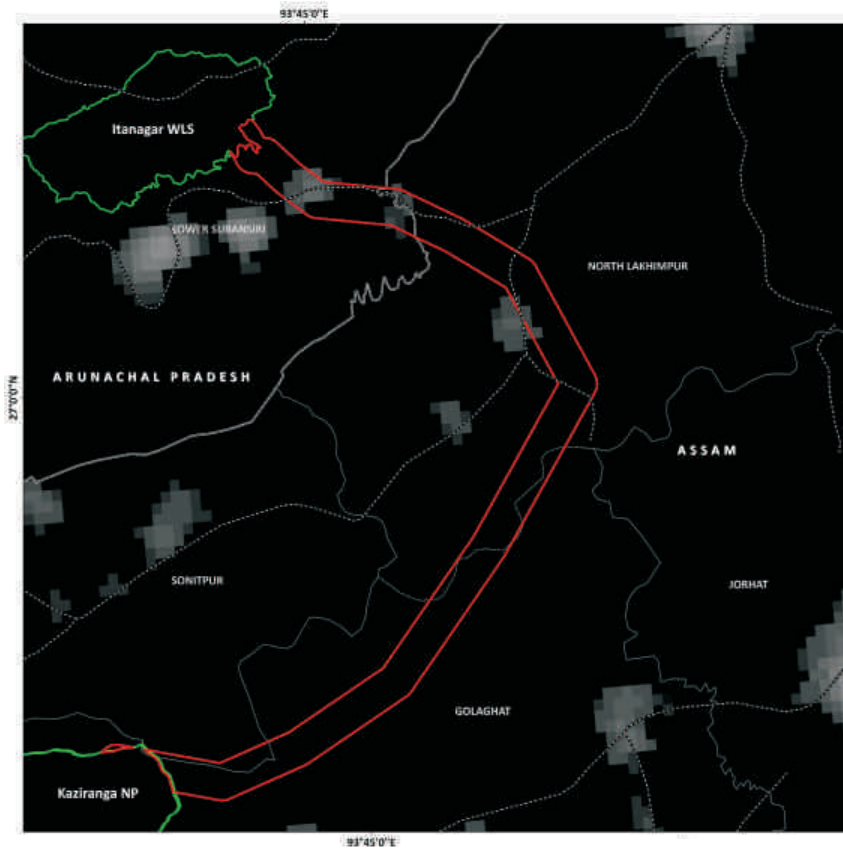 93°45'0"E
Itanagar WLS
LOWER SUBANSIRI
NORTH LAKHIMPUR
ARUNACHAL PRADESH
27°0'0"N
ASSAM
SONITPUR
JORHAT
GOLAGHAT
Kaziranga NP
93°45'0"E